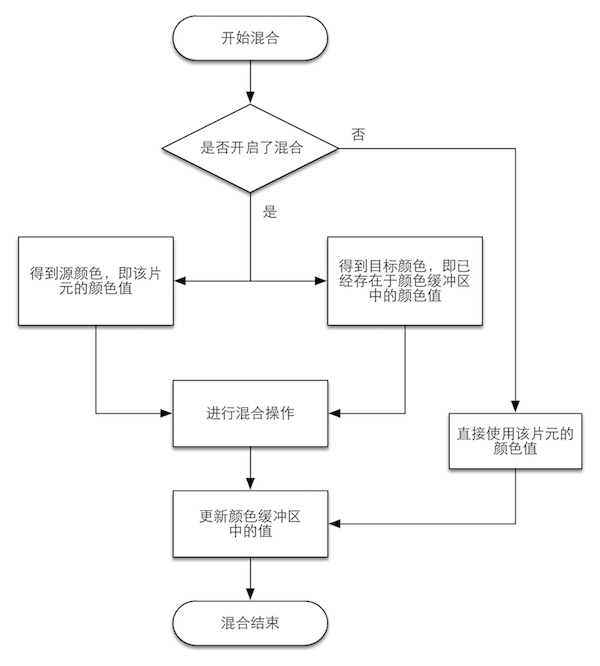 开始混合
是否开启了混合
否
是
得到源颜色，即该片
元的颜色值
得到目标颜色，即已
经存在于颜色缓冲区
中的颜色值
进行混合操作
直接使用该片元的
颜色值
更新颜色缓冲区
中的值
混合结束